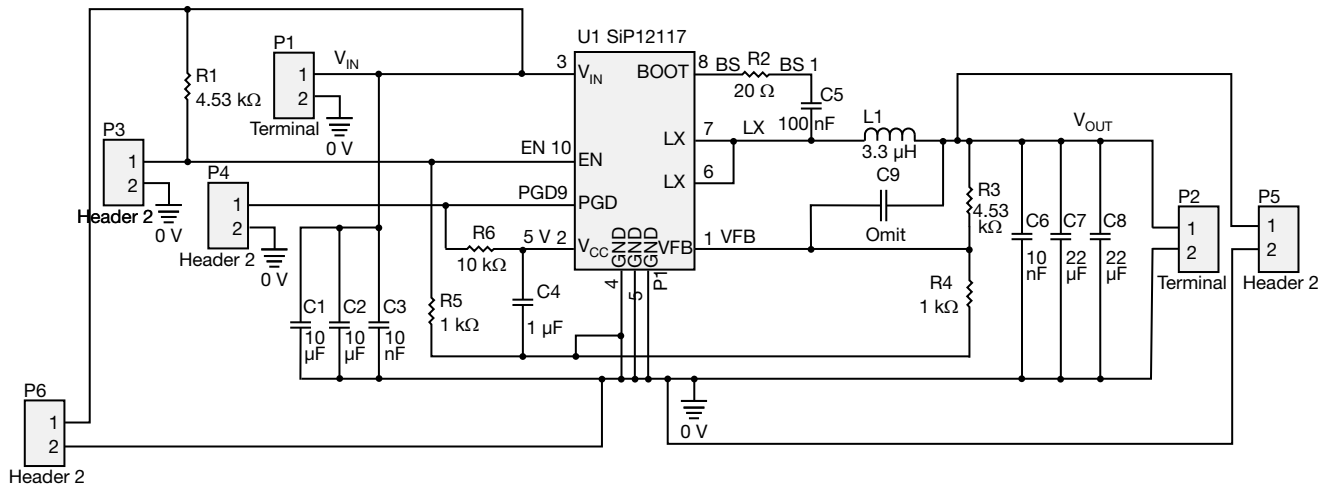 U1 SiP12117
P1
V_IN
1
2
Terminal
0 V
R1
4.53 kΩ
P3
1
2
Header 2
0 V
P4
1
2
Header 2
0 V
3
V_IN
EN 10
EN
PGD9
PGD
5 V 2
V_CC
BOOT
8 BS
R2
20 Ω
BS 1
C5
100 nF
LX
7
LX
LX
6
L1
3.3 µH
C9
Omit
VFB
1 VFB
GND
GND
GND
4
5
P1
R6
10 kΩ
C4
1 µF
R5
1 kΩ
C1
10
µF
C2
10
µF
C3
10
nF
R3
4.53
kΩ
R4
1 kΩ
V_OUT
C6
10
nF
C7
22
µF
C8
22
µF
P2
1
2
Terminal
P5
1
2
Header 2
0 V
P6
1
2
Header 2